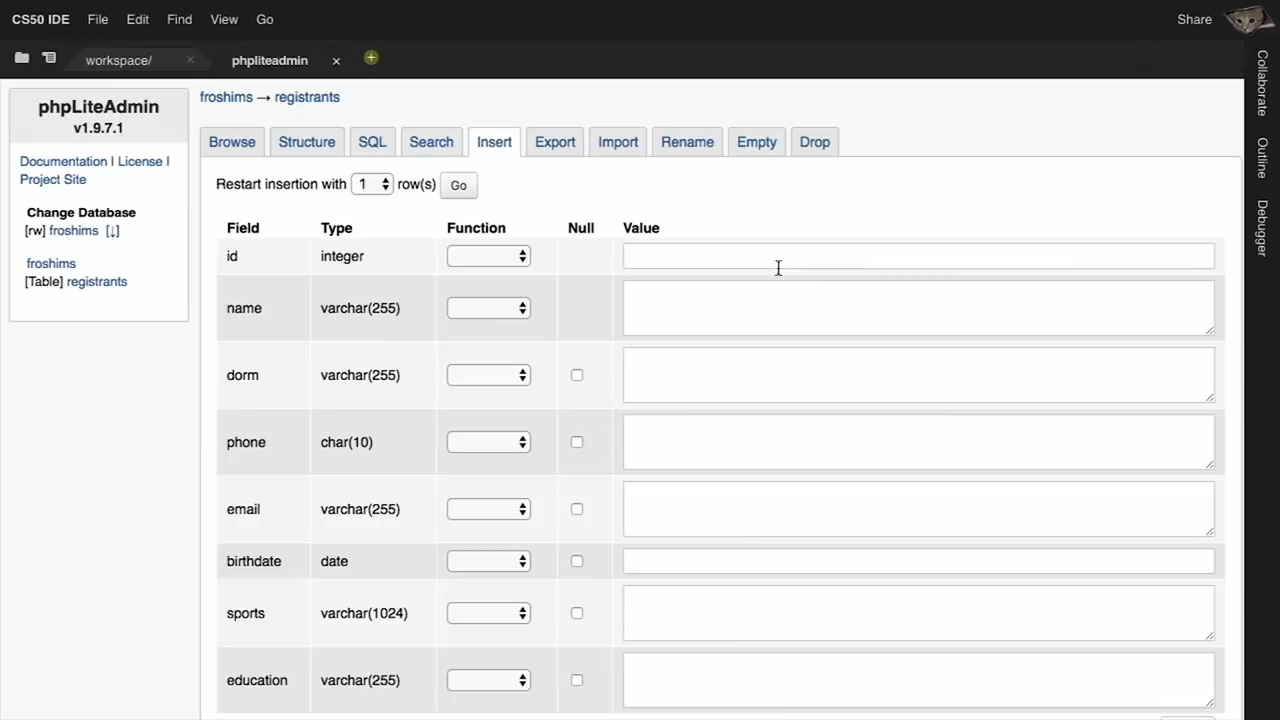 CS50 IDE File Edit Find View Go Share
workspace/ × phpliteadmin ×
Collaborate
Outline
Debugger
phpLiteAdmin
v1.9.7.1
Documentation | License |
Project Site
Change Database
[rw] froshims [↓]
froshims
[Table] registrants
froshims → registrants
Browse Structure SQL Search Insert Export Import Rename Empty Drop
Restart insertion with 1 row(s) Go
Field Type Function Null Value
id integer
name varchar(255)
dorm varchar(255)
phone char(10)
email varchar(255)
birthdate date
sports varchar(1024)
education varchar(255)